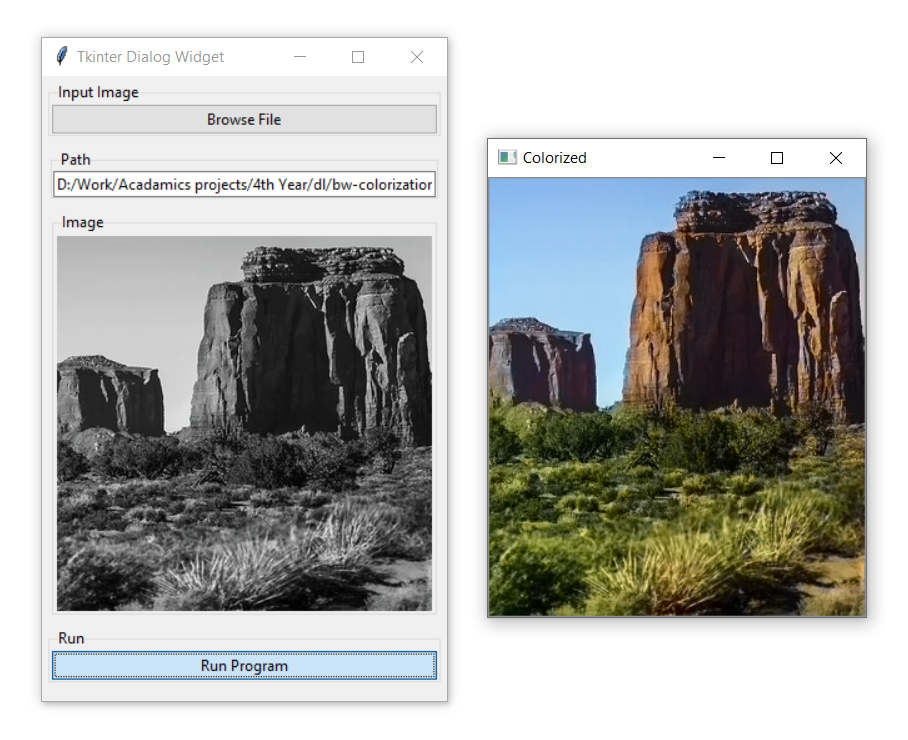 Tkinter Dialog Widget
Input Image
Browse File
Path
D:/Work/Acadamics projects/4th Year/dl/bw-colorization
Image
Run
Run Program
Colorized